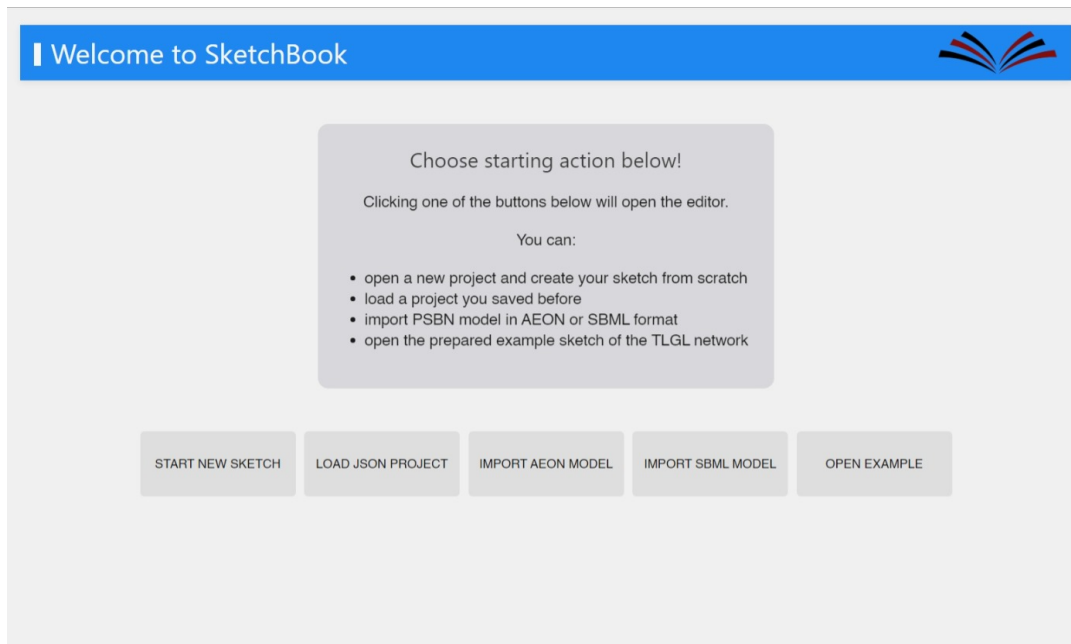 Welcome to SketchBook
Choose starting action below!
Clicking one of the buttons below will open the editor.
You can:
• open a new project and create your sketch from scratch
• load a project you saved before
• import PSBN model in AEON or SBML format
• open the prepared example sketch of the TLGL network
START NEW SKETCH
LOAD JSON PROJECT
IMPORT AEON MODEL
IMPORT SBML MODEL
OPEN EXAMPLE